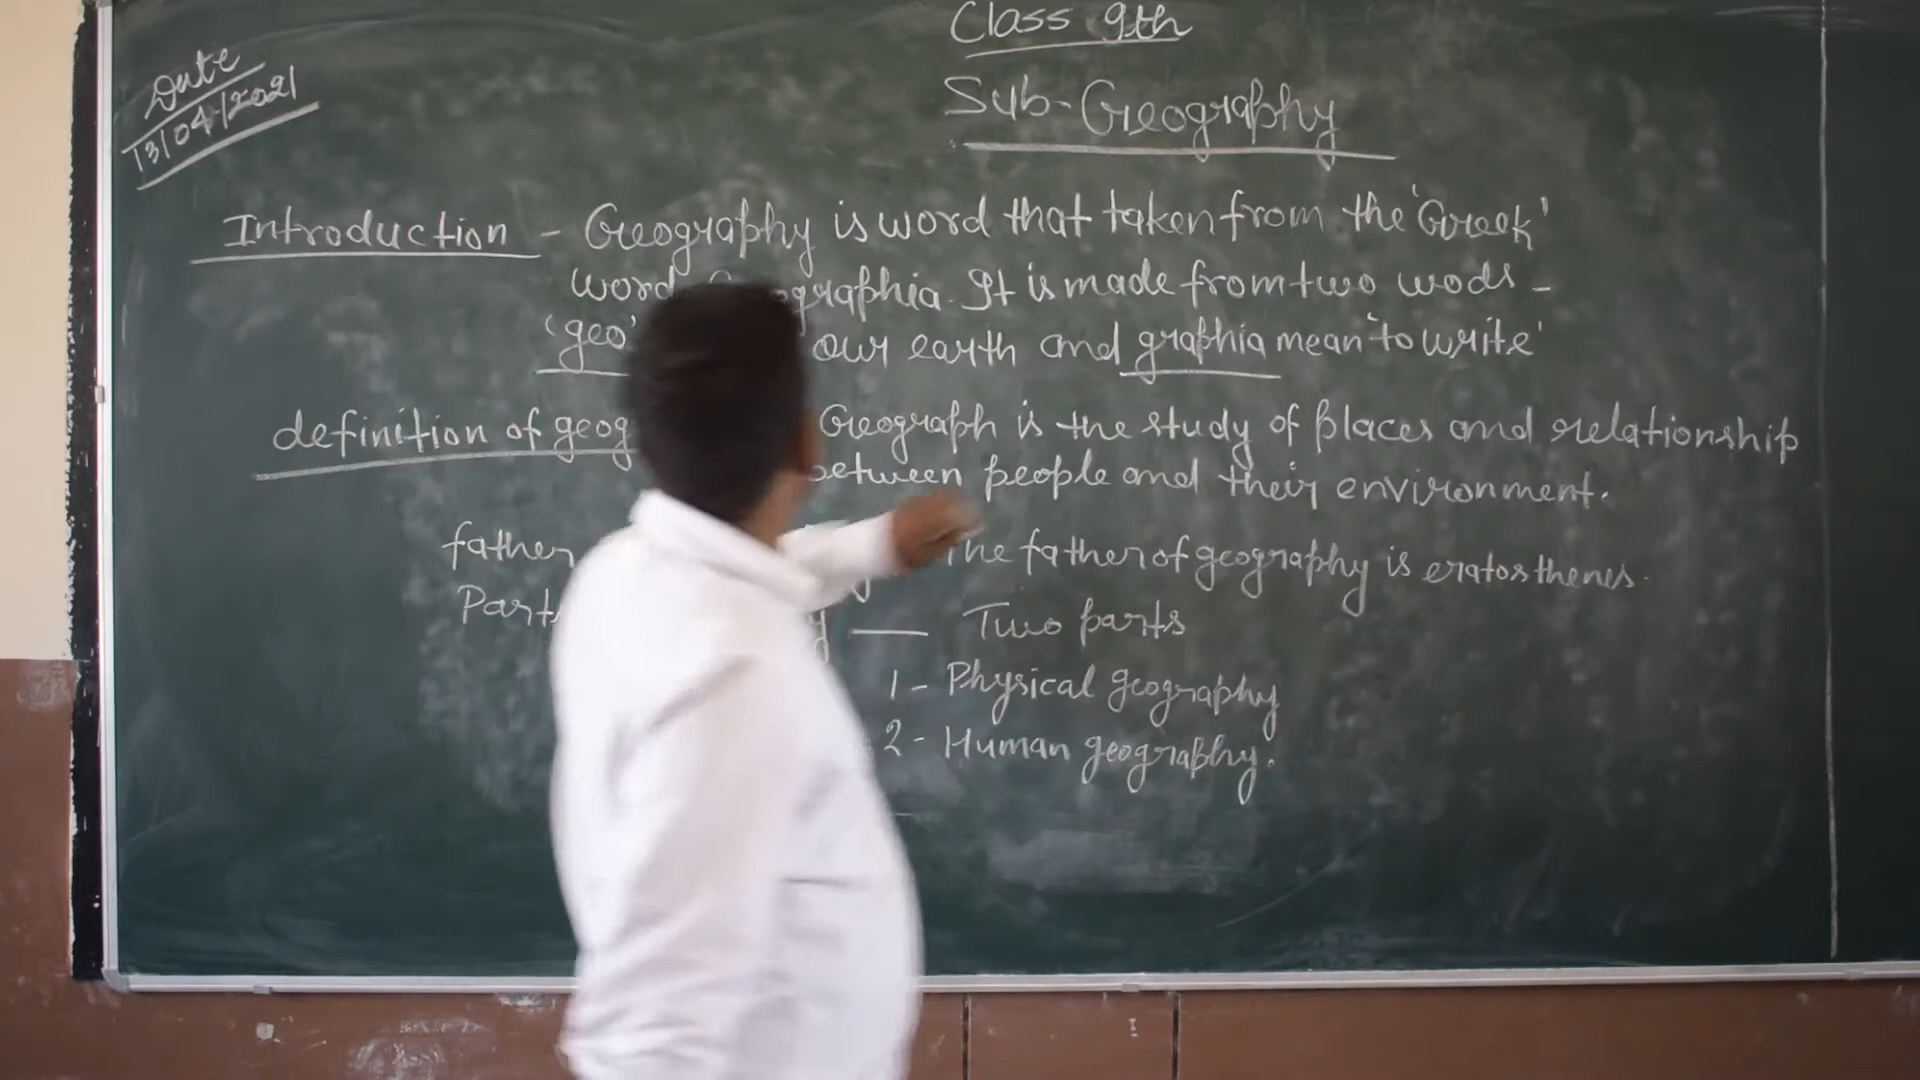 Class 9th
Date
13/04/2021
Sub-Geography
Introduction - Geography is word that taken from the 'Greek'
word graphia. It is made from two wods -
'geo' our earth and graphia mean "to write'
definition of geog Geograph is the study of places and relationship
between people and their environment.
father The father of geography is eratosthenes.
Parts y — Two parts
1- Physical geography
2- Human geography.